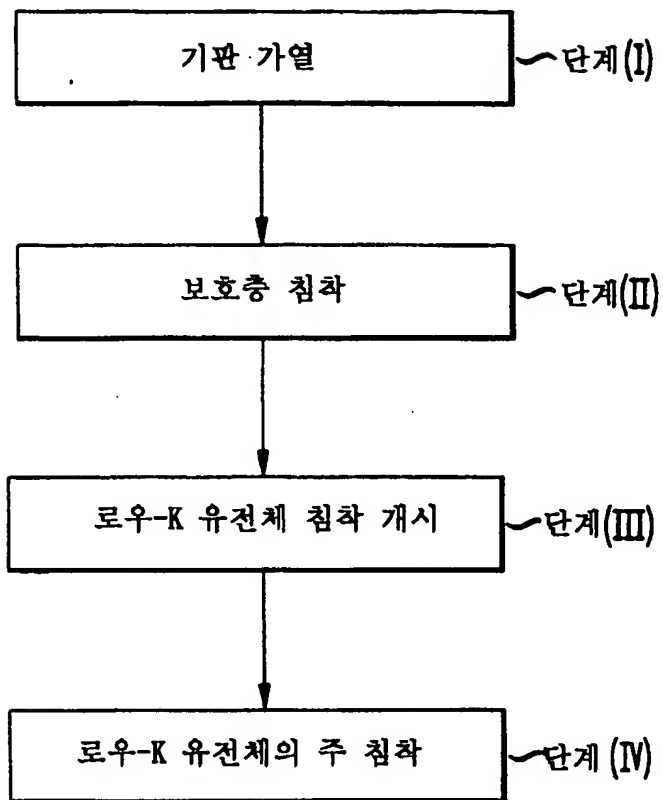 기판 가열 단계(I)
보호층 침착 단계(II)
로우-K 유전체 침착 개시 단계(III)
로우-K 유전체의 주 침착 단계(IV)